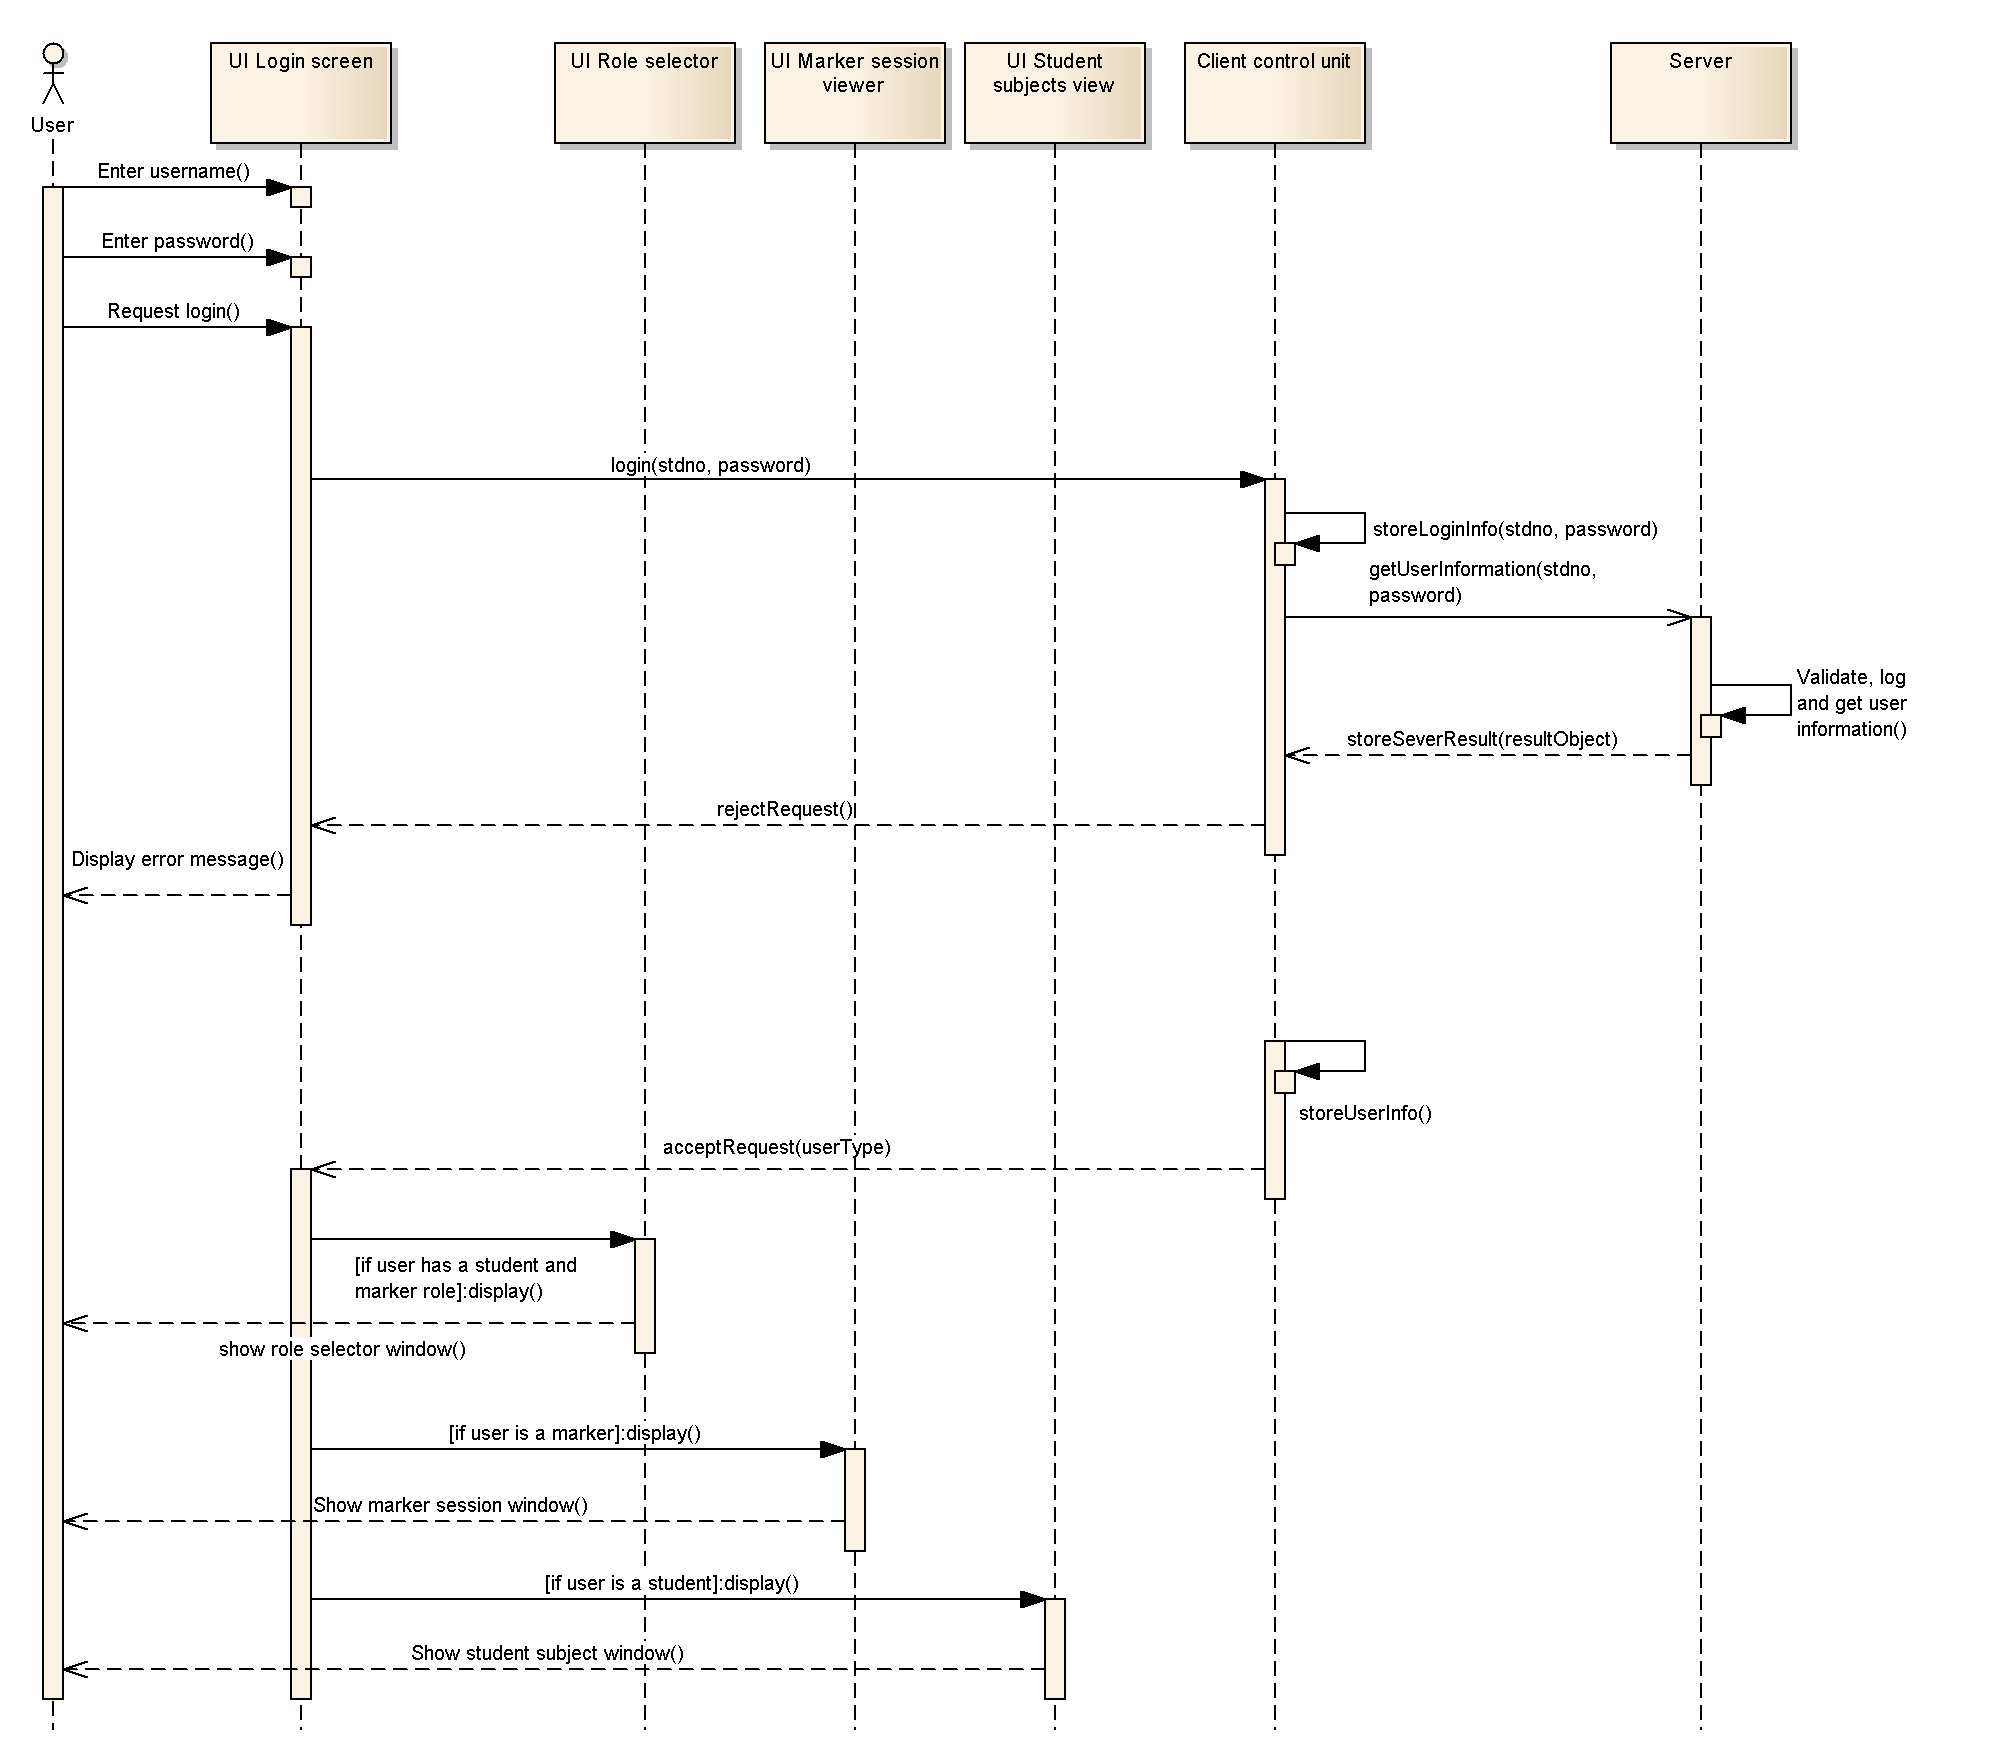 UI Login screen
UI Role selector
UI Marker session
viewer
UI Student
subjects view
Client control unit
Server
User
Enter username()
Enter password()
Request login()
login(stdno, password)
storeLoginInfo(stdno, password)
getUserInformation(stdno,
password)
Validate, log
and get user
information()
storeSeverResult(resultObject)
rejectRequest()
Display error message()
storeUserInfo()
acceptRequest(userType)
[if user has a student and
marker role]:display()
show role selector window()
[if user is a marker]:display()
Show marker session window()
[if user is a student]:display()
Show student subject window()